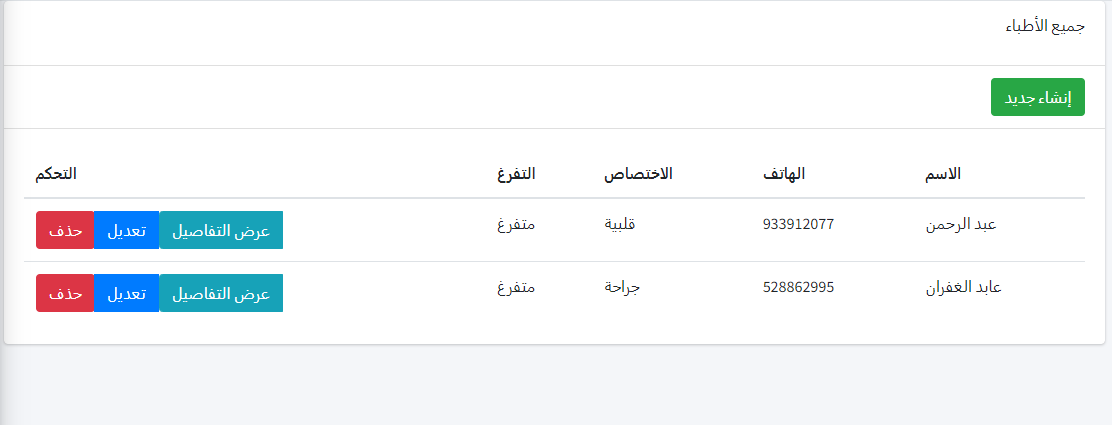 جميع الأطباء
إنشاء جديد
الاسم الهاتف الاختصاص التفرغ التحكم
عبد الرحمن 933912077 قلبية متفرغ عرض التفاصيل تعديل حذف
عابد الغفران 528862995 جراحة متفرغ عرض التفاصيل تعديل حذف